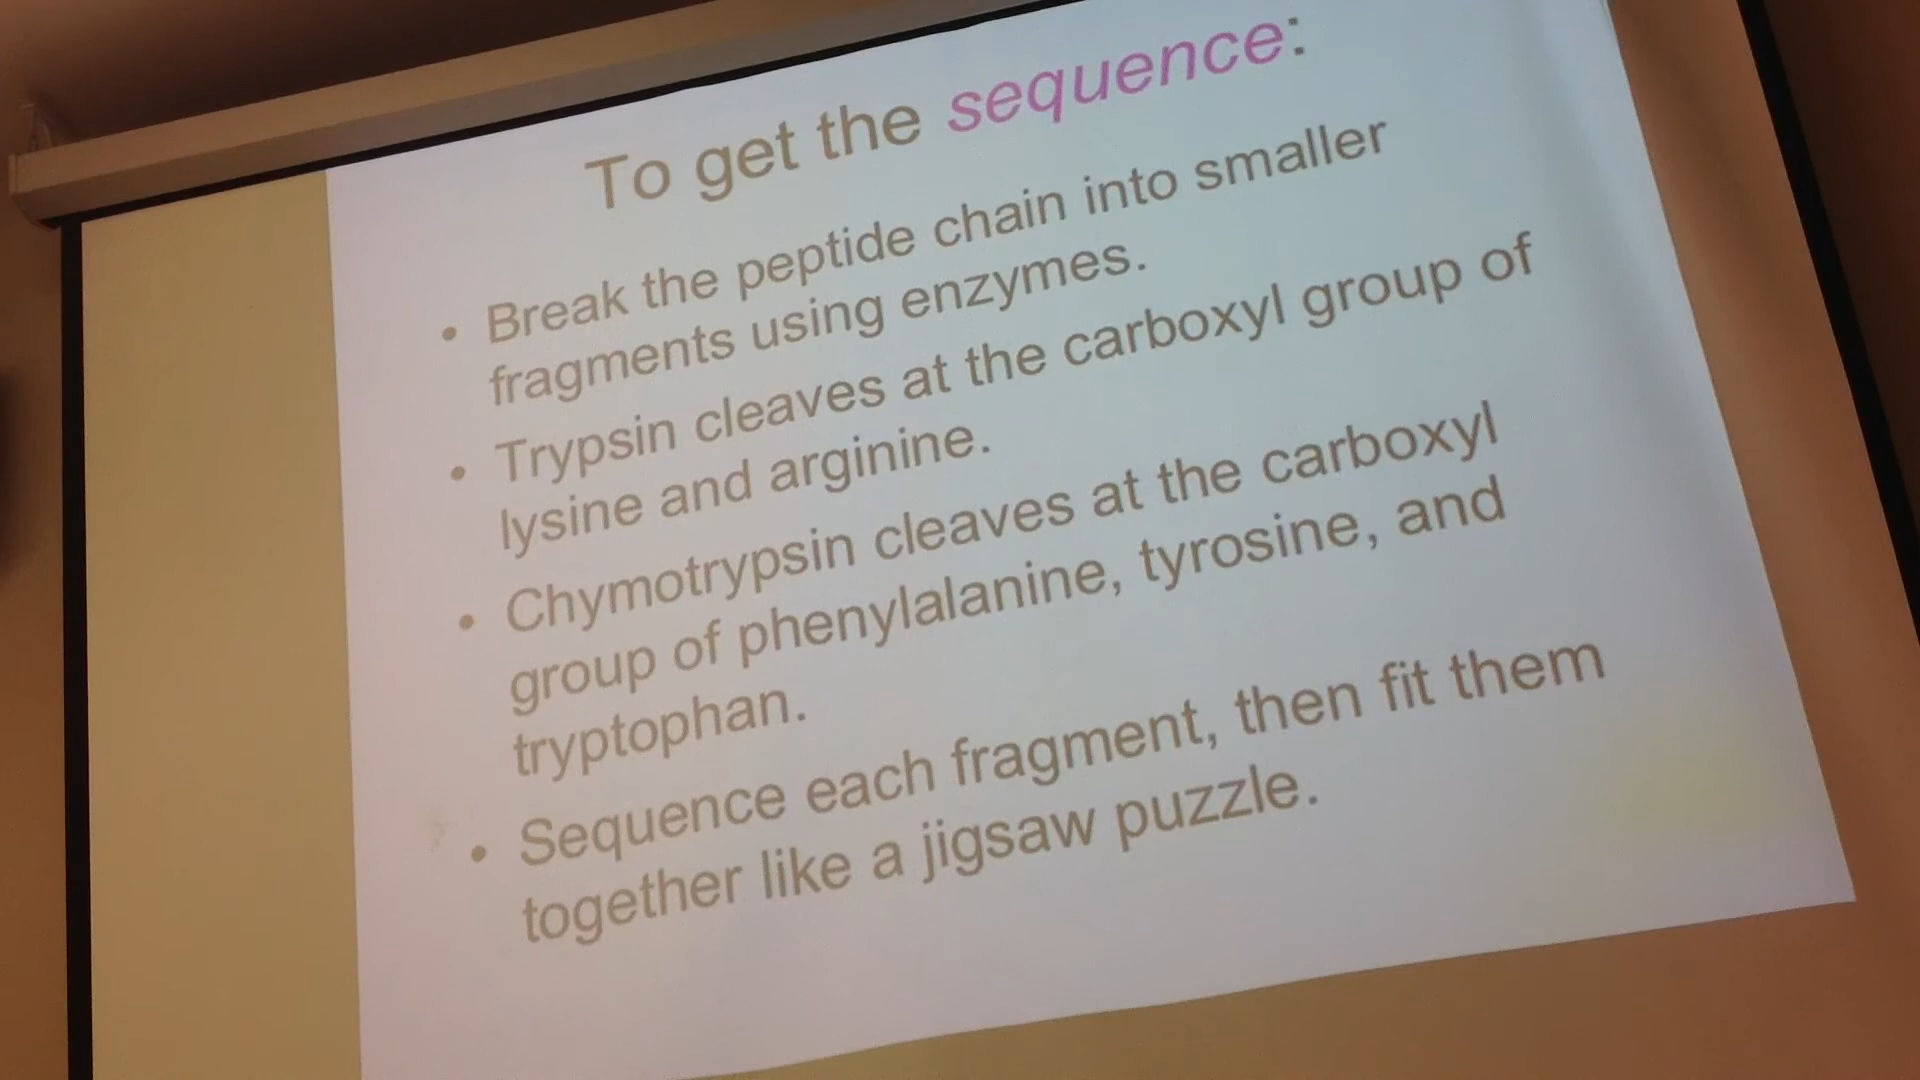 To get the sequence:
• Break the peptide chain into smaller
fragments using enzymes.
• Trypsin cleaves at the carboxyl group of
lysine and arginine.
• Chymotrypsin cleaves at the carboxyl
group of phenylalanine, tyrosine, and
tryptophan.
• Sequence each fragment, then fit them
together like a jigsaw puzzle.